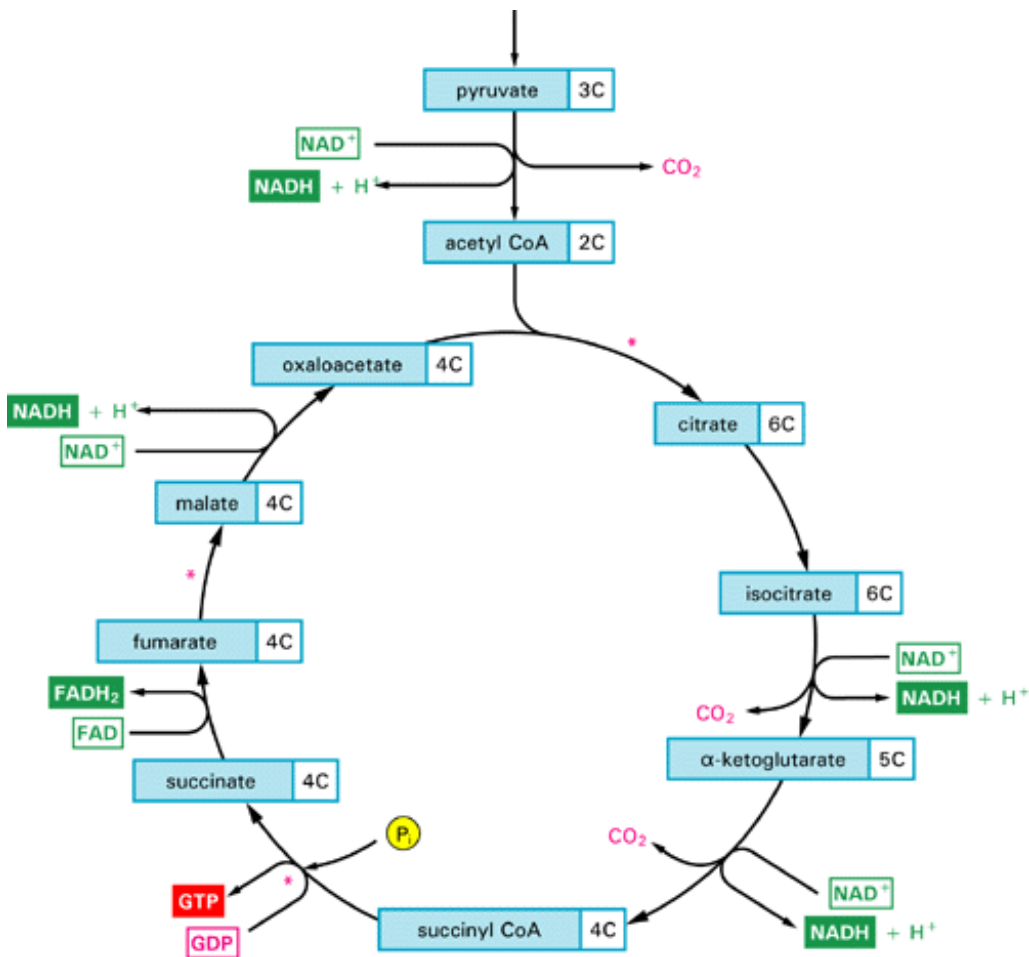 pyruvate 3C
NAD⁺
CO₂
NADH + H⁺
acetyl CoA 2C
*
oxaloacetate 4C
NADH + H⁺
citrate 6C
NAD⁺
malate 4C
*
isocitrate 6C
fumarate 4C
NAD⁺
FADH₂
NADH + H⁺
CO₂
FAD
α-ketoglutarate 5C
succinate 4C
Pᵢ
CO₂
*
GTP
NAD⁺
succinyl CoA 4C
GDP
NADH + H⁺